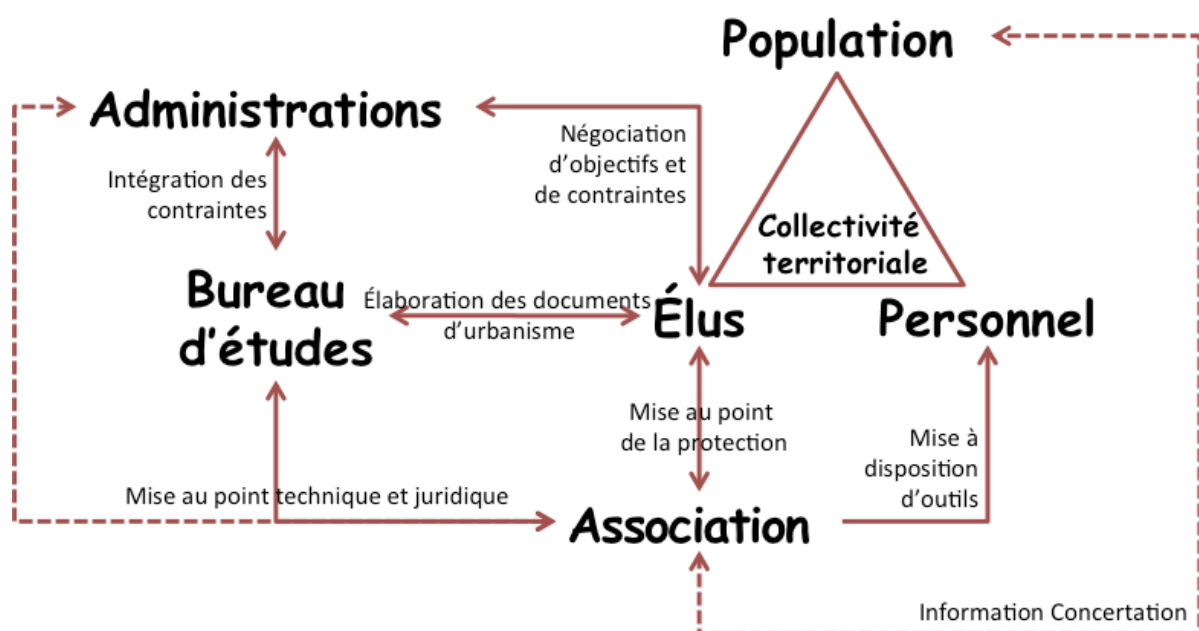 Population
Administrations
Négociation
d'objectifs et
de contraintes
Intégration des
contraintes
Collectivité
territoriale
Bureau
d'études
Élaboration des documents
d'urbanisme
Élus
Personnel
Mise au point
de la protection
Mise à
disposition
d'outils
Mise au point technique et juridique
Association
Information Concertation